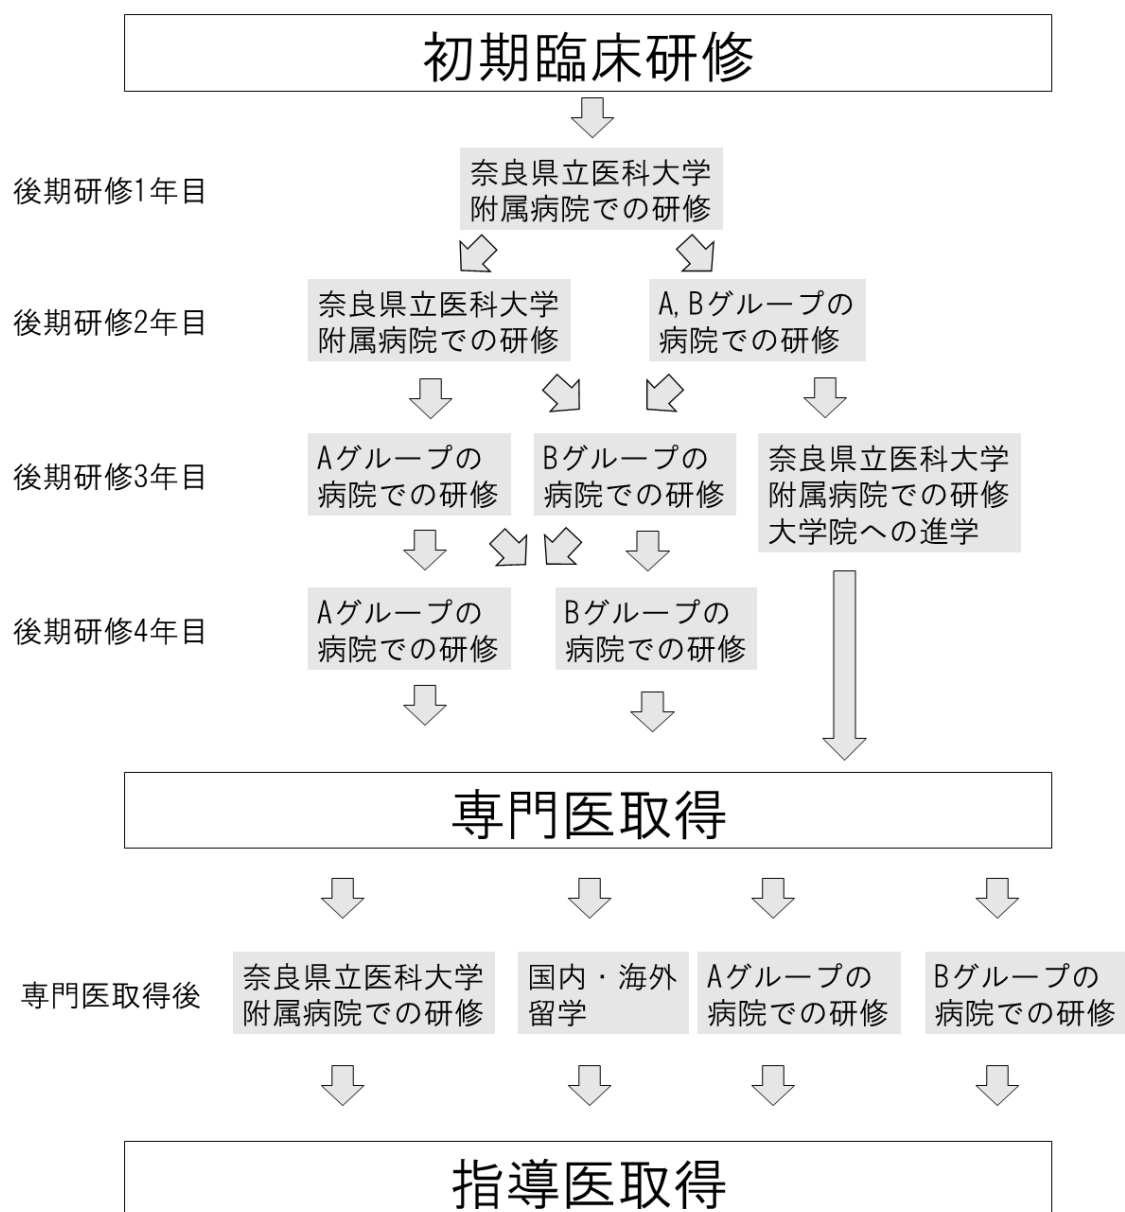 初期臨床研修
後期研修1年目
奈良県立医科大学
附属病院での研修
後期研修2年目
奈良県立医科大学
附属病院での研修
A,Bグループの
病院での研修
後期研修3年目
Aグループの
病院での研修
Bグループの
病院での研修
奈良県立医科大学
附属病院での研修
大学院への進学
後期研修4年目
Aグループの
病院での研修
Bグループの
病院での研修
専門医取得
専門医取得後
奈良県立医科大学
附属病院での研修
国内・海外
留学
Aグループの
病院での研修
Bグループの
病院での研修
指導医取得